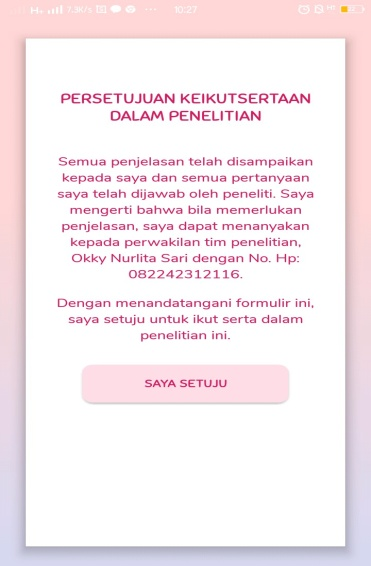 7.3K/s 10:27
PERSETUJUAN KEIKUTSERTAAN
DALAM PENELITIAN
Semua penjelasan telah disampaikan
kepada saya dan semua pertanyaan
saya telah dijawab oleh peneliti. Saya
mengerti bahwa bila memerlukan
penjelasan, saya dapat menanyakan
kepada perwakilan tim penelitian,
Okky Nurlita Sari dengan No. Hp:
082242312116.
Dengan menandatangani formulir ini,
saya setuju untuk ikut serta dalam
penelitian ini.
SAYA SETUJU